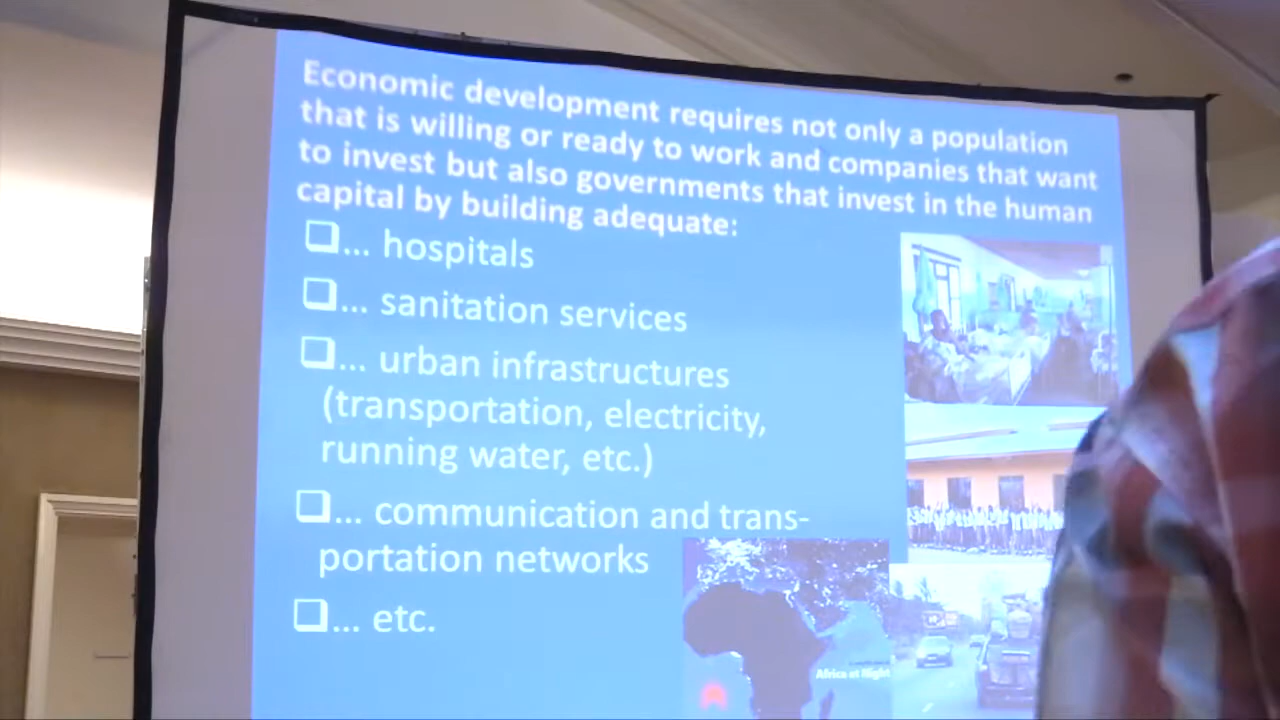 Economic development requires not only a population
that is willing or ready to work and companies that want
to invest but also governments that invest in the human
capital by building adequate:
❑... hospitals
❑... sanitation services
❑... urban infrastructures
(transportation, electricity,
running water, etc.)
❑... communication and trans-
portation networks
❑... etc.
Africa at Night